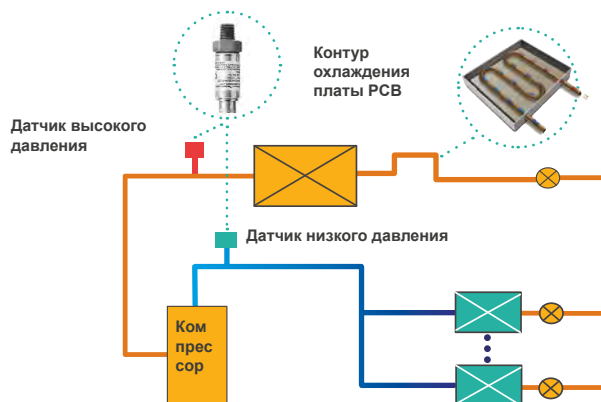 Контур
охлаждения
платы PCB
Датчик высокого
давления
Датчик низкого давления
Ком
прес
сор